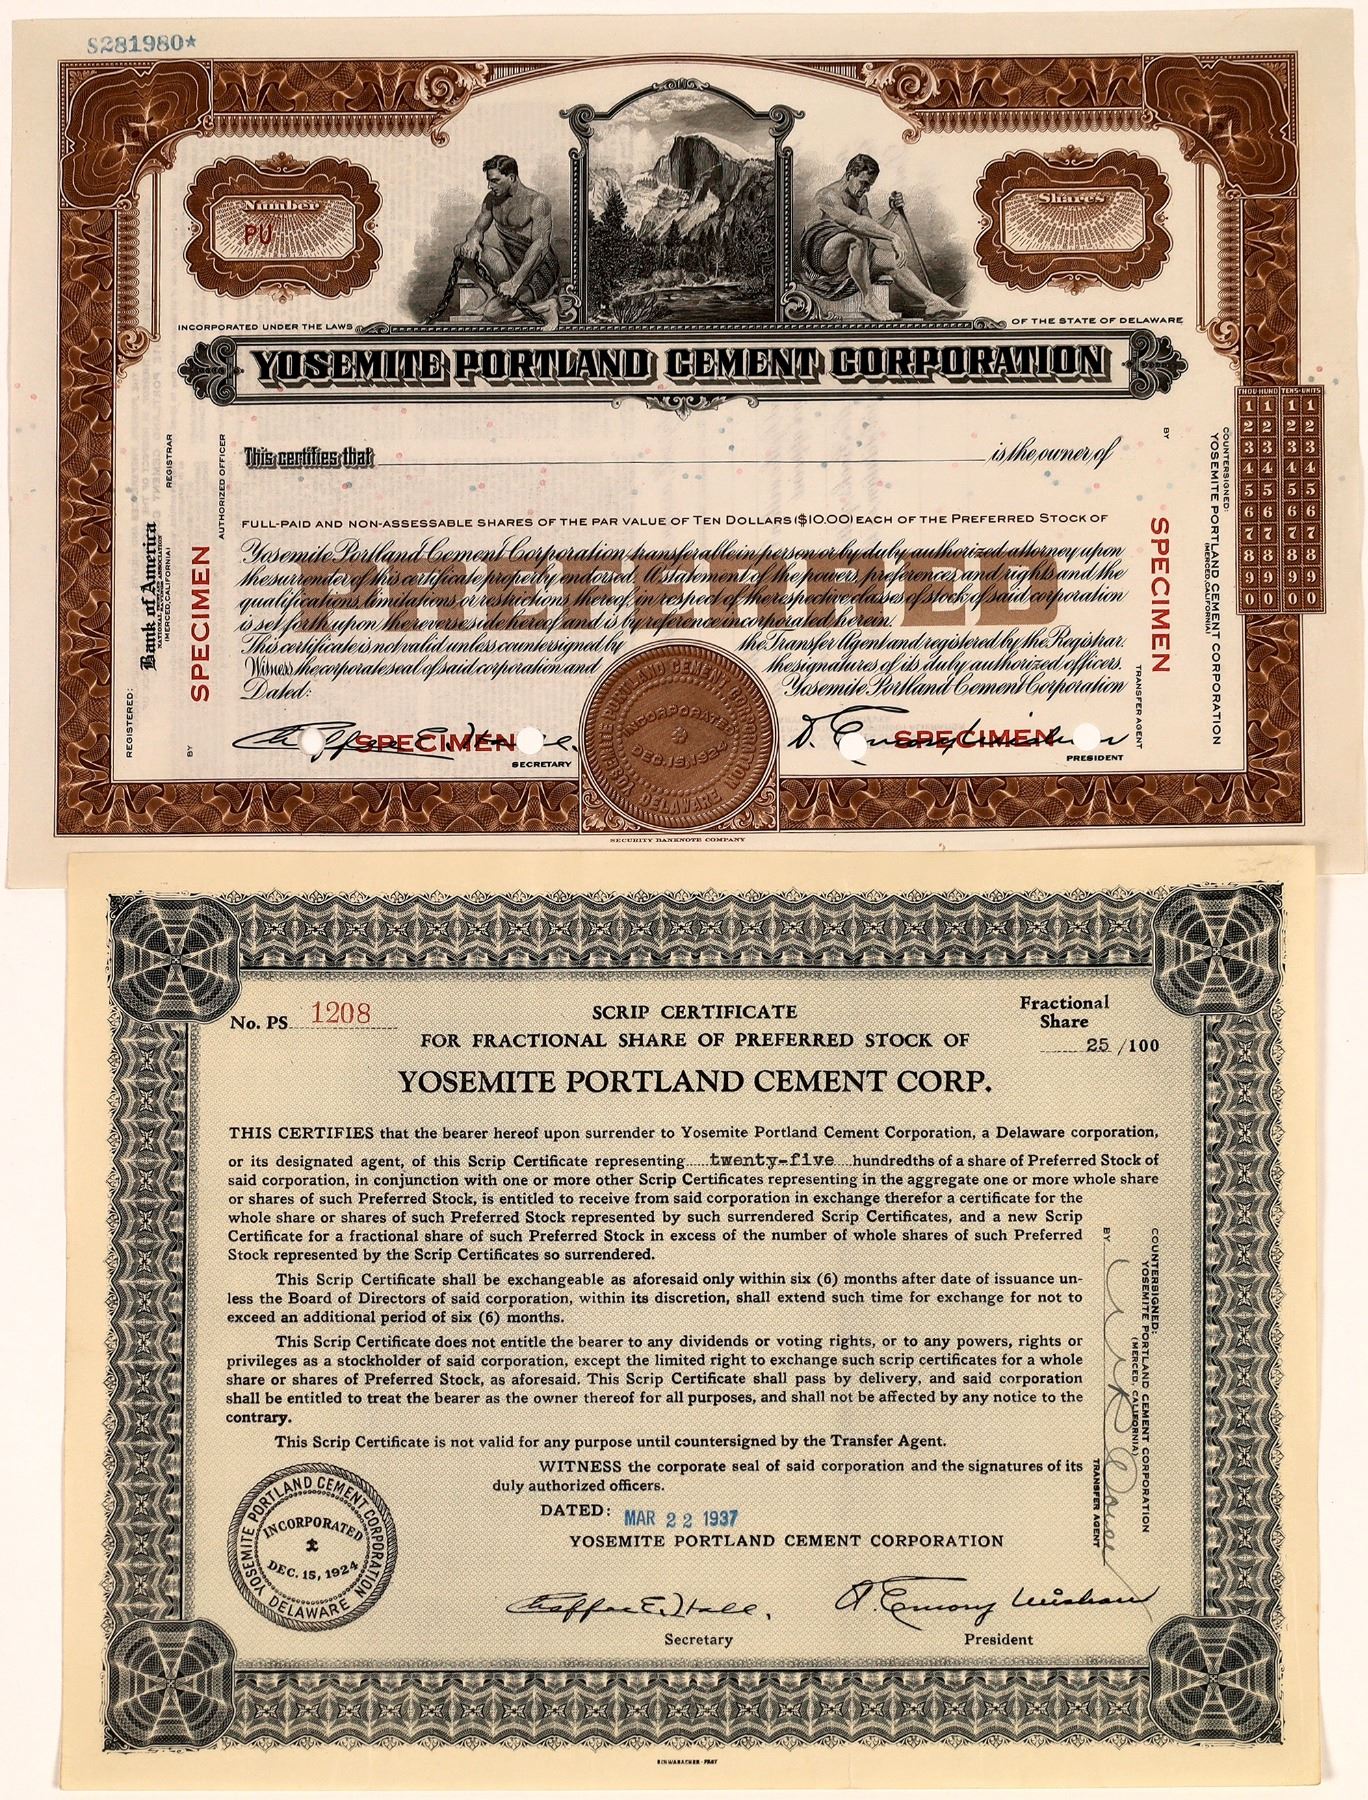 S281980*
Number
PU
Shares
INCORPORATED UNDER THE LAWS
OF THE STATE OF DELAWARE
YOSEMITE PORTLAND CEMENT CORPORATION
This certifies that
is the owner of
FULL-PAID AND NON-ASSESSABLE SHARES OF THE PAR VALUE OF TEN DOLLARS ($10.00) EACH OF THE PREFERRED STOCK OF
PREFERRED
Yosemite Portland Cement Corporation, transferable in person or by duly authorized attorney upon
the surrender of this certificate properly endorsed. A statement of the powers, preferences and rights and the
qualifications, limitations or restrictions thereof, in respect of the respective classes of stock of said corporation
is set forth upon the reverse side hereof and is by reference incorporated herein.
This certificate is not valid unless countersigned by the Transfer Agent and registered by the Registrar.
Witness the corporate seal of said corporation and the signatures of its duly authorized officers.
Dated: Yosemite Portland Cement Corporation
Chaffee E. Hall. SPECIMEN
SECRETARY
D. Emory Wishon SPECIMEN
PRESIDENT
YOSEMITE PORTLAND CEMENT CORPORATION
INCORPORATED
DEC. 15, 1924
DELAWARE
REGISTERED:
Bank of America
NATIONAL TRUST AND SAVINGS ASSOCIATION
(MERCED, CALIFORNIA)
REGISTRAR
BY
SPECIMEN
AUTHORIZED OFFICER
COUNTERSIGNED:
YOSEMITE PORTLAND CEMENT CORPORATION
(MERCED, CALIFORNIA)
BY
SPECIMEN
TRANSFER AGENT
THOU HUND TENS-UNITS
1 1 1 1
2 2 2 2
3 3 3 3
4 4 4 4
5 5 5 5
6 6 6 6
7 7 7 7
8 8 8 8
9 9 9 9
0 0 0 0
SECURITY BANKNOTE COMPANY
No. PS 1208
SCRIP CERTIFICATE
FOR FRACTIONAL SHARE OF PREFERRED STOCK OF
YOSEMITE PORTLAND CEMENT CORP.
Fractional
Share
25 /100
THIS CERTIFIES that the bearer hereof upon surrender to Yosemite Portland Cement Corporation, a Delaware corporation,
or its designated agent, of this Scrip Certificate representing twenty-five hundredths of a share of Preferred Stock of
said corporation, in conjunction with one or more other Scrip Certificates representing in the aggregate one or more whole share
or shares of such Preferred Stock, is entitled to receive from said corporation in exchange therefor a certificate for the
whole share or shares of such Preferred Stock represented by such surrendered Scrip Certificates, and a new Scrip
Certificate for a fractional share of such Preferred Stock in excess of the number of whole shares of such Preferred
Stock represented by the Scrip Certificates so surrendered.
This Scrip Certificate shall be exchangeable as aforesaid only within six (6) months after date of issuance un-
less the Board of Directors of said corporation, within its discretion, shall extend such time for exchange for not to
exceed an additional period of six (6) months.
This Scrip Certificate does not entitle the bearer to any dividends or voting rights, or to any powers, rights or
privileges as a stockholder of said corporation, except the limited right to exchange such scrip certificates for a whole
share or shares of Preferred Stock, as aforesaid. This Scrip Certificate shall pass by delivery, and said corporation
shall be entitled to treat the bearer as the owner thereof for all purposes, and shall not be affected by any notice to the
contrary.
This Scrip Certificate is not valid for any purpose until countersigned by the Transfer Agent.
WITNESS the corporate seal of said corporation and the signatures of its
duly authorized officers.
DATED: MAR 22 1937
YOSEMITE PORTLAND CEMENT CORPORATION
Chaffee E. Hall.
Secretary
A. Emory Wishon
President
YOSEMITE PORTLAND CEMENT CORPORATION
INCORPORATED
DEC. 15, 1924
DELAWARE
COUNTERSIGNED:
YOSEMITE PORTLAND CEMENT CORPORATION
(MERCED, CALIFORNIA)
BY
TRANSFER AGENT
SCHWABACHER-FREY